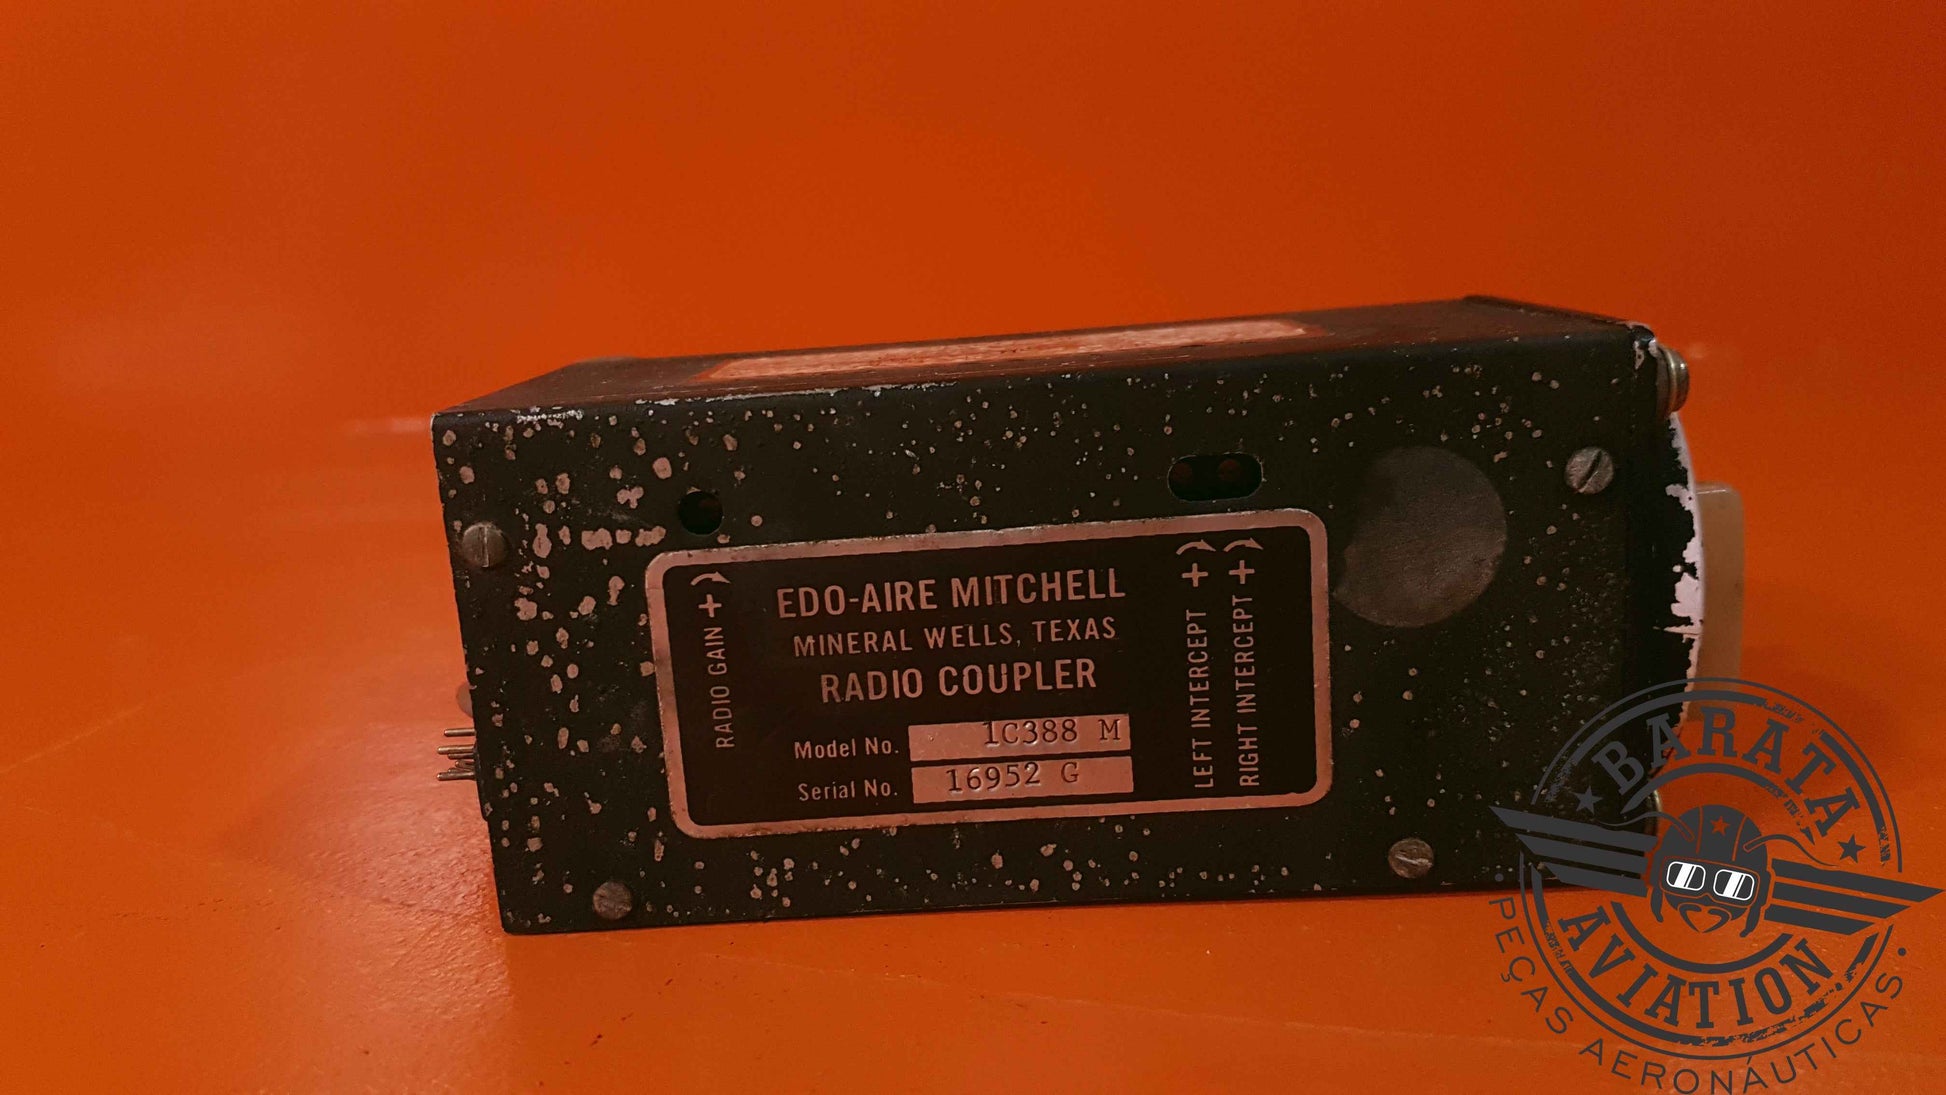 RADIO GAIN +
EDO-AIRE MITCHELL
MINERAL WELLS, TEXAS
RADIO COUPLER
Model No. 1C388 M
Serial No. 16952 G
LEFT INTERCEPT +
RIGHT INTERCEPT +
BARATA
AVIATION
PEÇAS AERONÁUTICAS